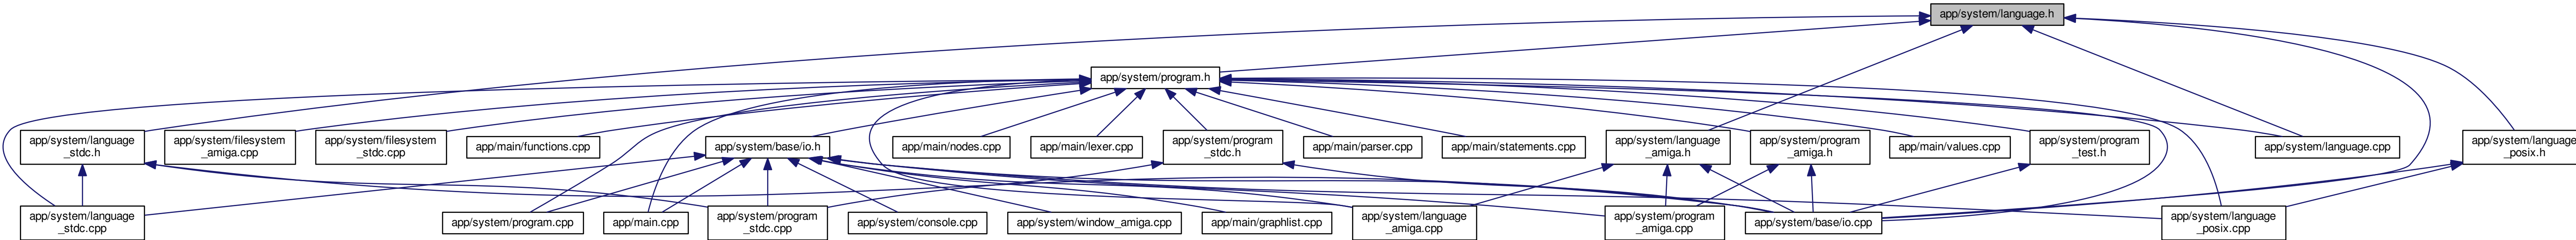 app/system/language.h
app/system/program.h
app/system/language
_stdc.h
app/system/filesystem
_amiga.cpp
app/system/filesystem
_stdc.cpp
app/main/functions.cpp
app/system/base/io.h
app/main/nodes.cpp
app/main/lexer.cpp
app/system/program
_stdc.h
app/main/parser.cpp
app/main/statements.cpp
app/system/language
_amiga.h
app/system/program
_amiga.h
app/main/values.cpp
app/system/program
_test.h
app/system/language.cpp
app/system/language
_posix.h
app/system/language
_stdc.cpp
app/system/program.cpp
app/main.cpp
app/system/program
_stdc.cpp
app/system/console.cpp
app/system/window_amiga.cpp
app/main/graphlist.cpp
app/system/language
_amiga.cpp
app/system/program
_amiga.cpp
app/system/base/io.cpp
app/system/language
_posix.cpp